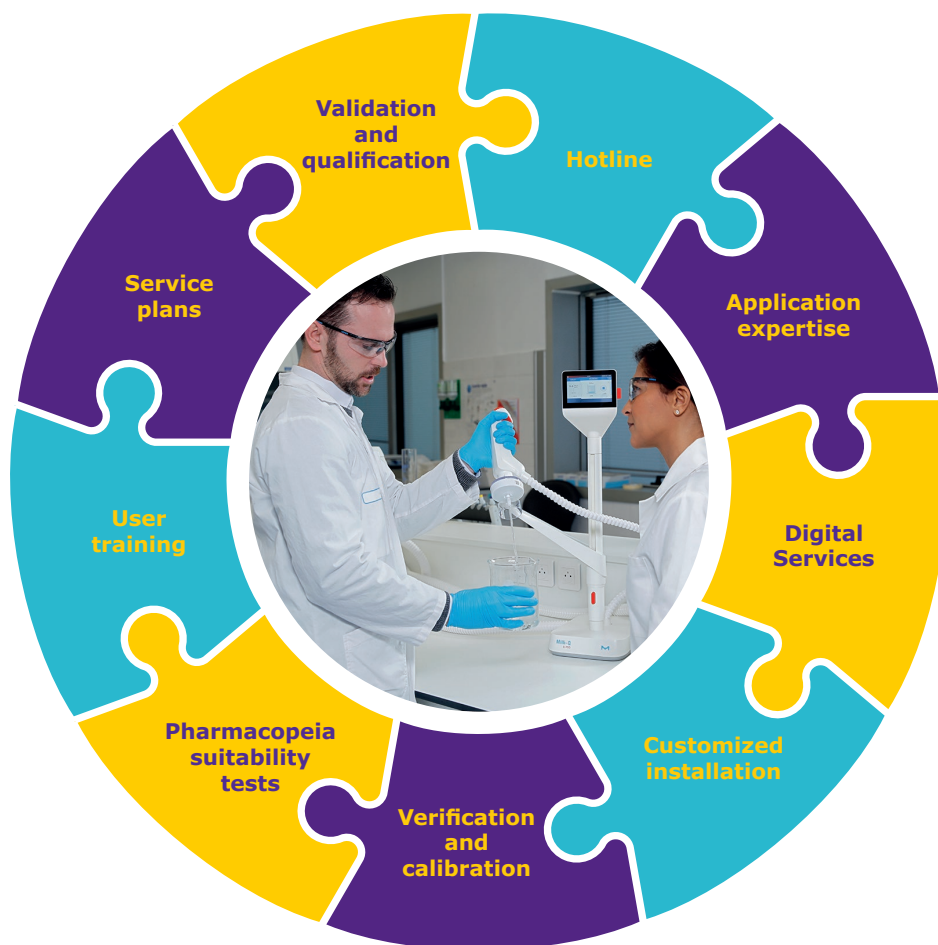 Validation
and
qualification
Hotline
Application
expertise
Digital
Services
Customized
installation
Verification
and
calibration
Pharmacopeia
suitability
tests
User
training
Service
plans